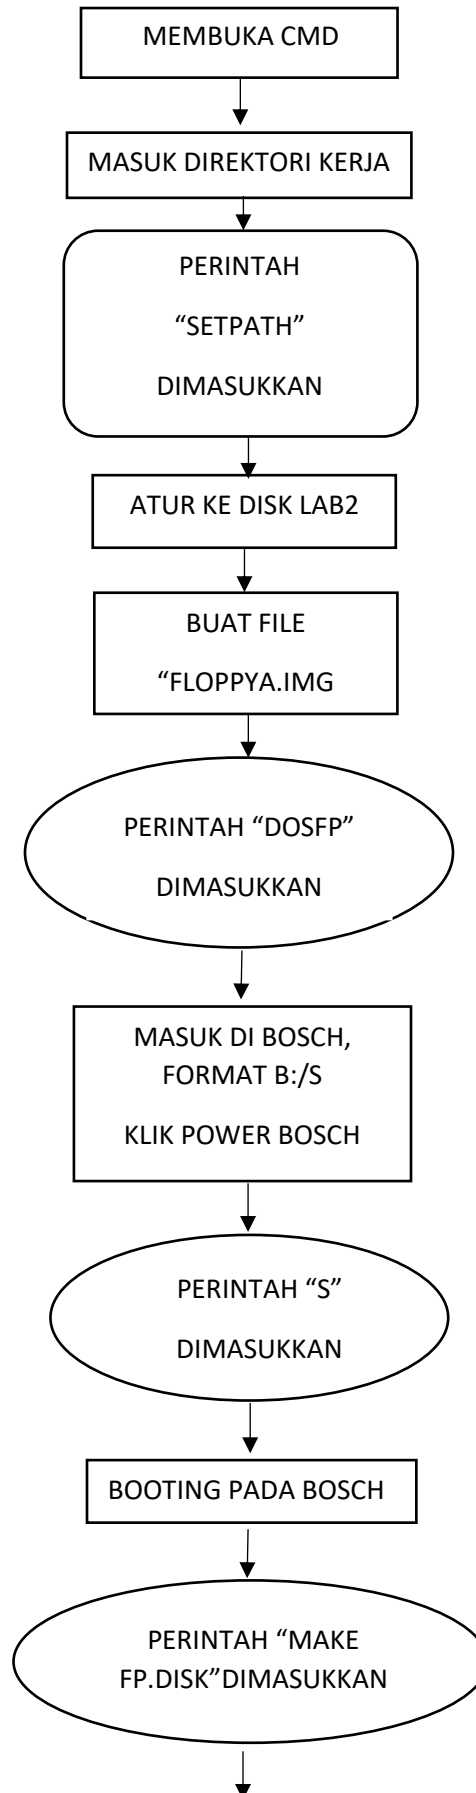 MEMBUKA CMD
MASUK DIREKTORI KERJA
PERINTAH
“SETPATH”
DIMASUKKAN
ATUR KE DISK LAB2
BUAT FILE
“FLOPPYA.IMG
PERINTAH “DOSFP”
DIMASUKKAN
MASUK DI BOSCH,
FORMAT B:/S
KLIK POWER BOSCH
PERINTAH “S”
DIMASUKKAN
BOOTING PADA BOSCH
PERINTAH “MAKE
FP.DISK”DIMASUKKAN